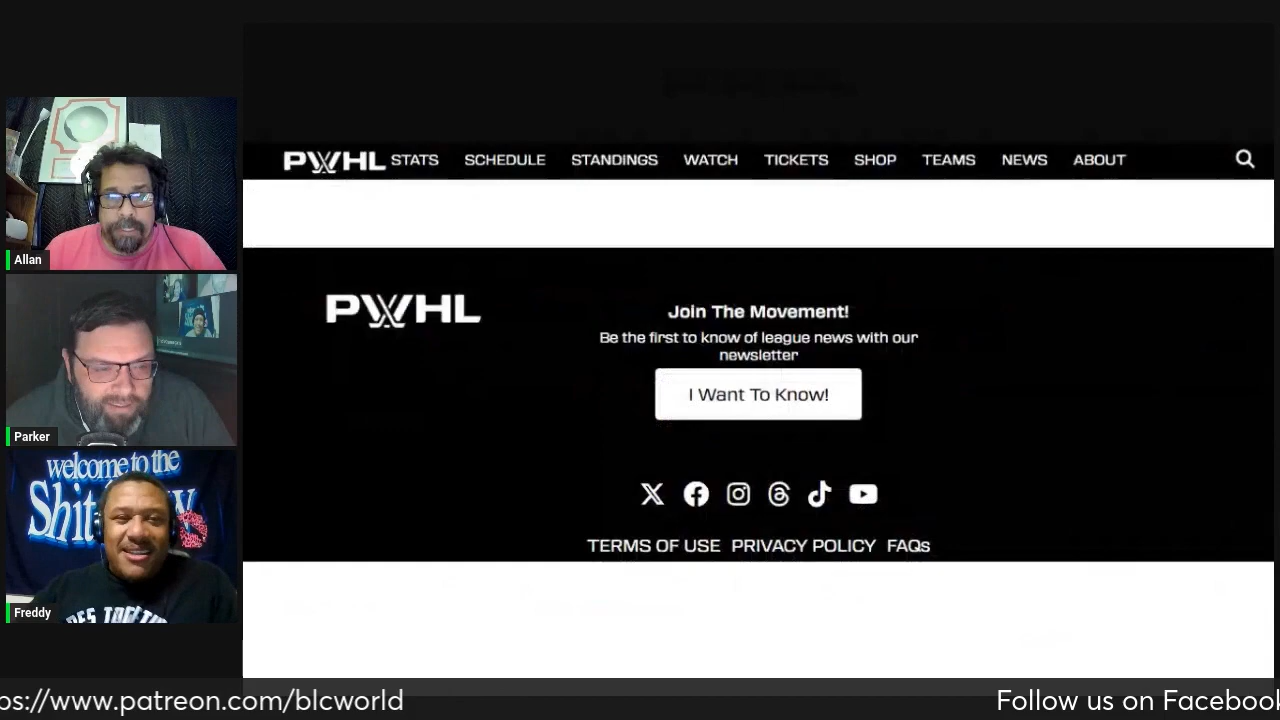 PWHL STATS SCHEDULE STANDINGS WATCH TICKETS SHOP TEAMS NEWS ABOUT
Allan
Parker
welcome to the
Freddy
PWHL
Join The Movement!
Be the first to know of league news with our
newsletter
I Want To Know!
TERMS OF USE PRIVACY POLICY FAQs
ps://www.patreon.com/blcworld
Follow us on Facebook